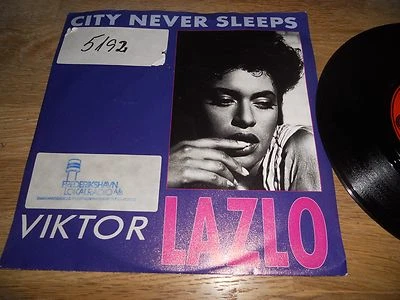 CITY NEVER SLEEPS
5192
FREDERIKSHAVN
LOKALRADIO
VIKTOR
LAZLO